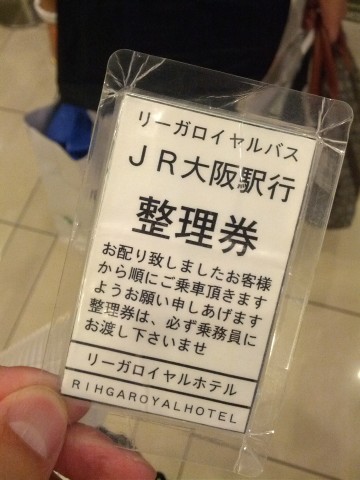 リーガロイヤルバス
JR大阪駅行
整理券
お配り致しましたお客様
から順にご乗車頂きます
ようお願い申しあげます
整理券は、必ず乗務員に
お渡し下さいませ
リーガロイヤルホテル
RIHGAROYALHOTEL